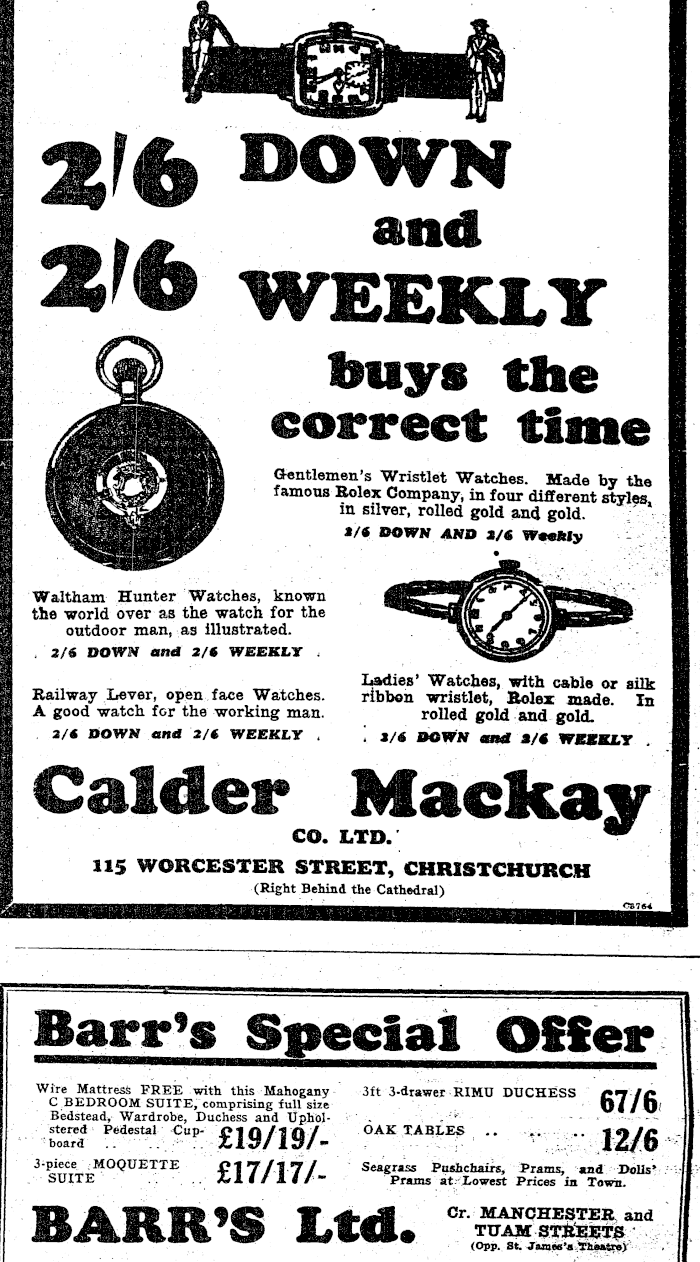 2/6 DOWN
and
2/6 WEEKLY
buys the
correct time
Gentlemen's Wristlet Watches. Made by the
famous Rolex Company, in four different styles,
in silver, rolled gold and gold.
2/6 DOWN AND 2/6 Weekly
Waltham Hunter Watches, known
the world over as the watch for the
outdoor man, as illustrated.
2/6 DOWN and 2/6 WEEKLY
Railway Lever, open face Watches.
A good watch for the working man.
2/6 DOWN and 2/6 WEEKLY
Ladies' Watches, with cable or silk
ribbon wristlet, Rolex made. In
rolled gold and gold.
2/6 DOWN and 2/6 WEEKLY
Calder Mackay
CO. LTD.
115 WORCESTER STREET, CHRISTCHURCH
(Right Behind the Cathedral)
C8764
Barr's Special Offer
Wire Mattress FREE with this Mahogany
C BEDROOM SUITE, comprising full size
Bedstead, Wardrobe, Duchess and Uphol-
stered Pedestal Cup-
board .. £19/19/-
3-piece MOQUETTE
SUITE .. £17/17/-
3ft 3-drawer RIMU DUCHESS 67/6
OAK TABLES .. .. .. 12/6
Seagrass Pushchairs, Prams, and Dolls'
Prams at Lowest Prices in Town.
BARR'S Ltd.
Cr. MANCHESTER and
TUAM STREETS
(Opp. St. James's Theatre)